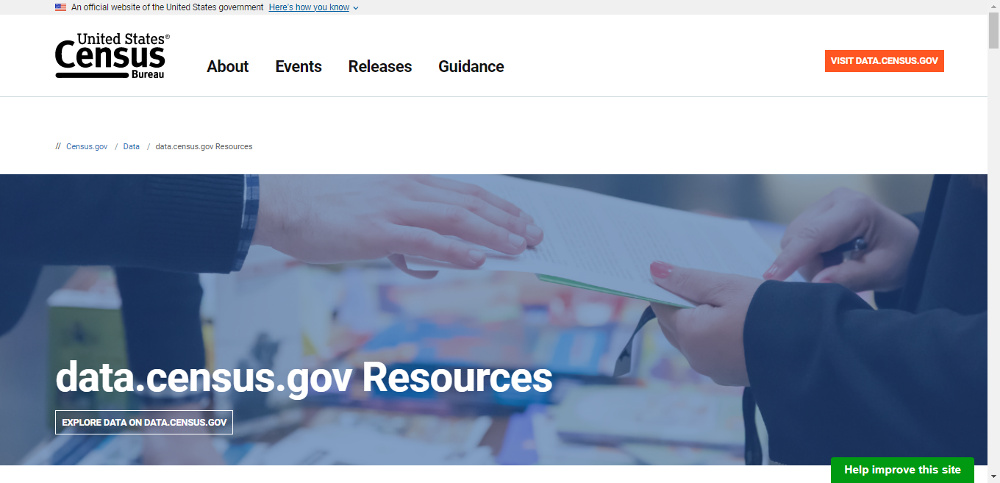 An official website of the United States government Here's how you know
United States®
Census
Bureau
About Events Releases Guidance
VISIT DATA.CENSUS.GOV
// Census.gov / Data / data.census.gov Resources
data.census.gov Resources
EXPLORE DATA ON DATA.CENSUS.GOV
Help improve this site